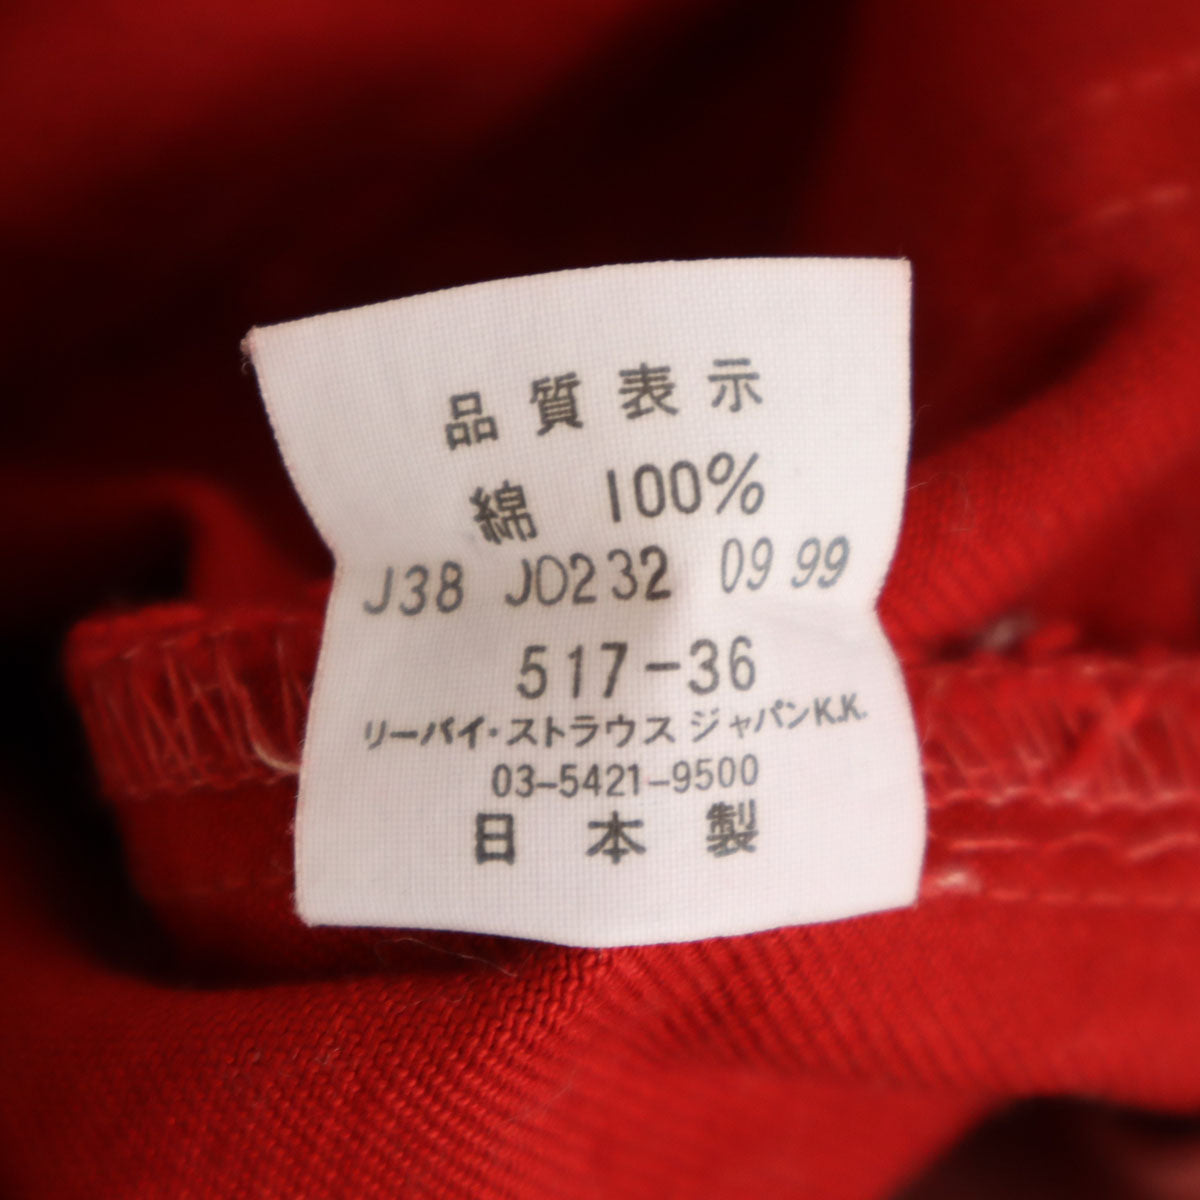 品質表示
綿 100%
J38 J0232 09 99
517-36
リーバイ・ストラウス ジャパンK.K.
03-5421-9500
日本製